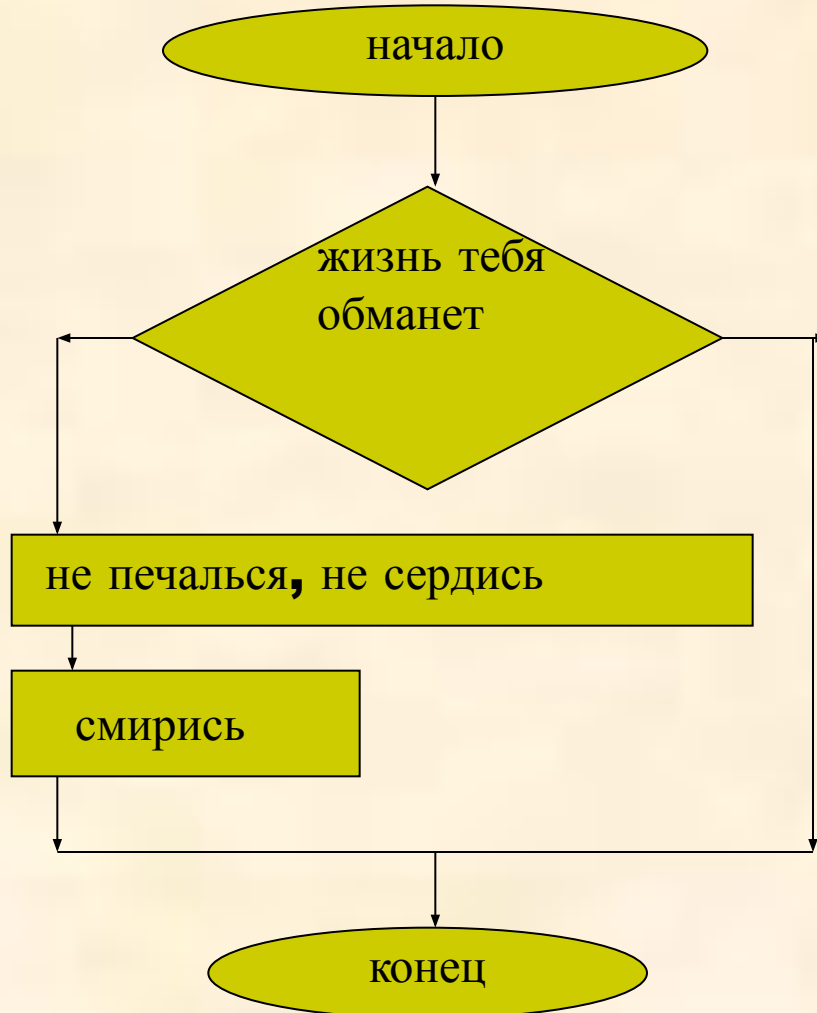 начало
жизнь тебя
обманет
не печалься, не сердись
смирись
конец